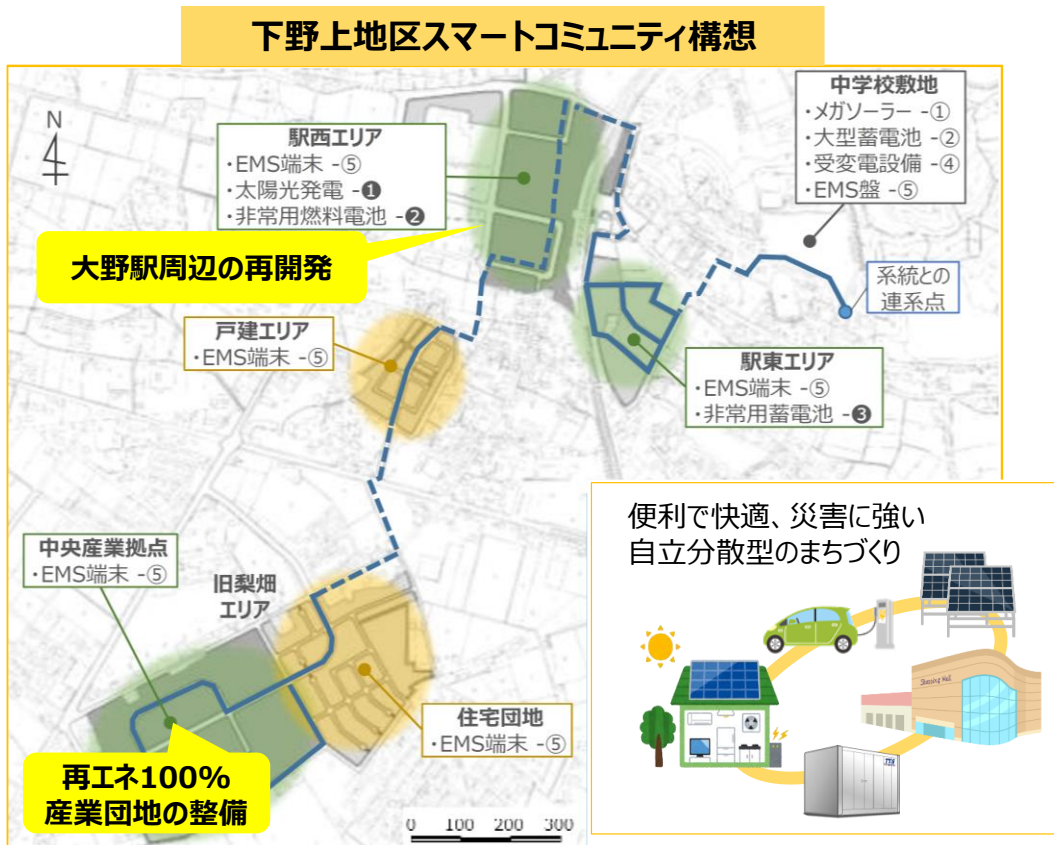 下野上地区スマートコミュニティ構想
N
駅西エリア
・EMS端末 -⑤
・太陽光発電 -❶
・非常用燃料電池 -❷
大野駅周辺の再開発
中学校敷地
・メガソーラー -①
・大型蓄電池 -②
・受変電設備 -④
・EMS盤 -⑤
系統との
連系点
戸建エリア
・EMS端末 -⑤
駅東エリア
・EMS端末 -⑤
・非常用蓄電池 -❸
中央産業拠点
・EMS端末 -⑤
旧梨畑
エリア
住宅団地
・EMS端末 -⑤
再エネ100%
産業団地の整備
0 100 200 300
便利で快適、災害に強い
自立分散型のまちづくり
Shopping Mall